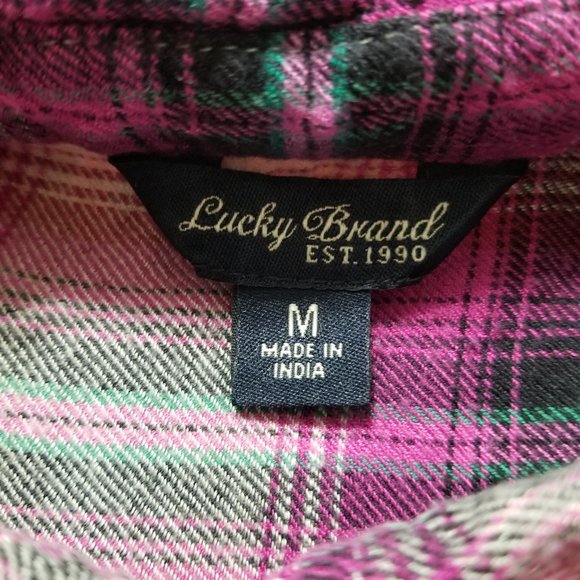 Lucky Brand
EST. 1990
M
MADE IN
INDIA